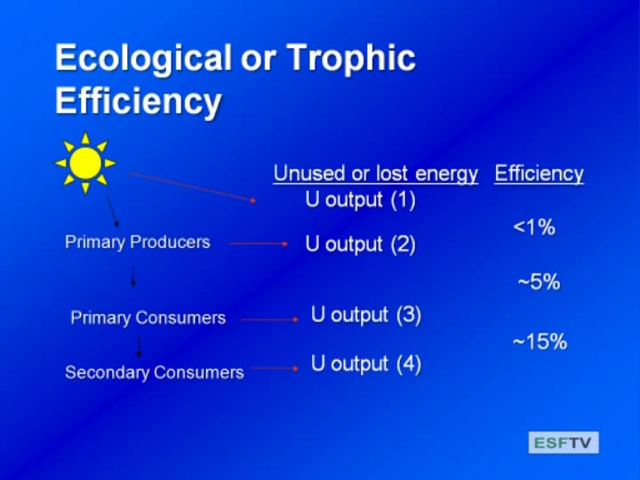 Ecological or Trophic
Efficiency
Unused or lost energy Efficiency
U output (1)
<1%
Primary Producers U output (2)
~5%
Primary Consumers U output (3)
~15%
Secondary Consumers U output (4)
ESFTV